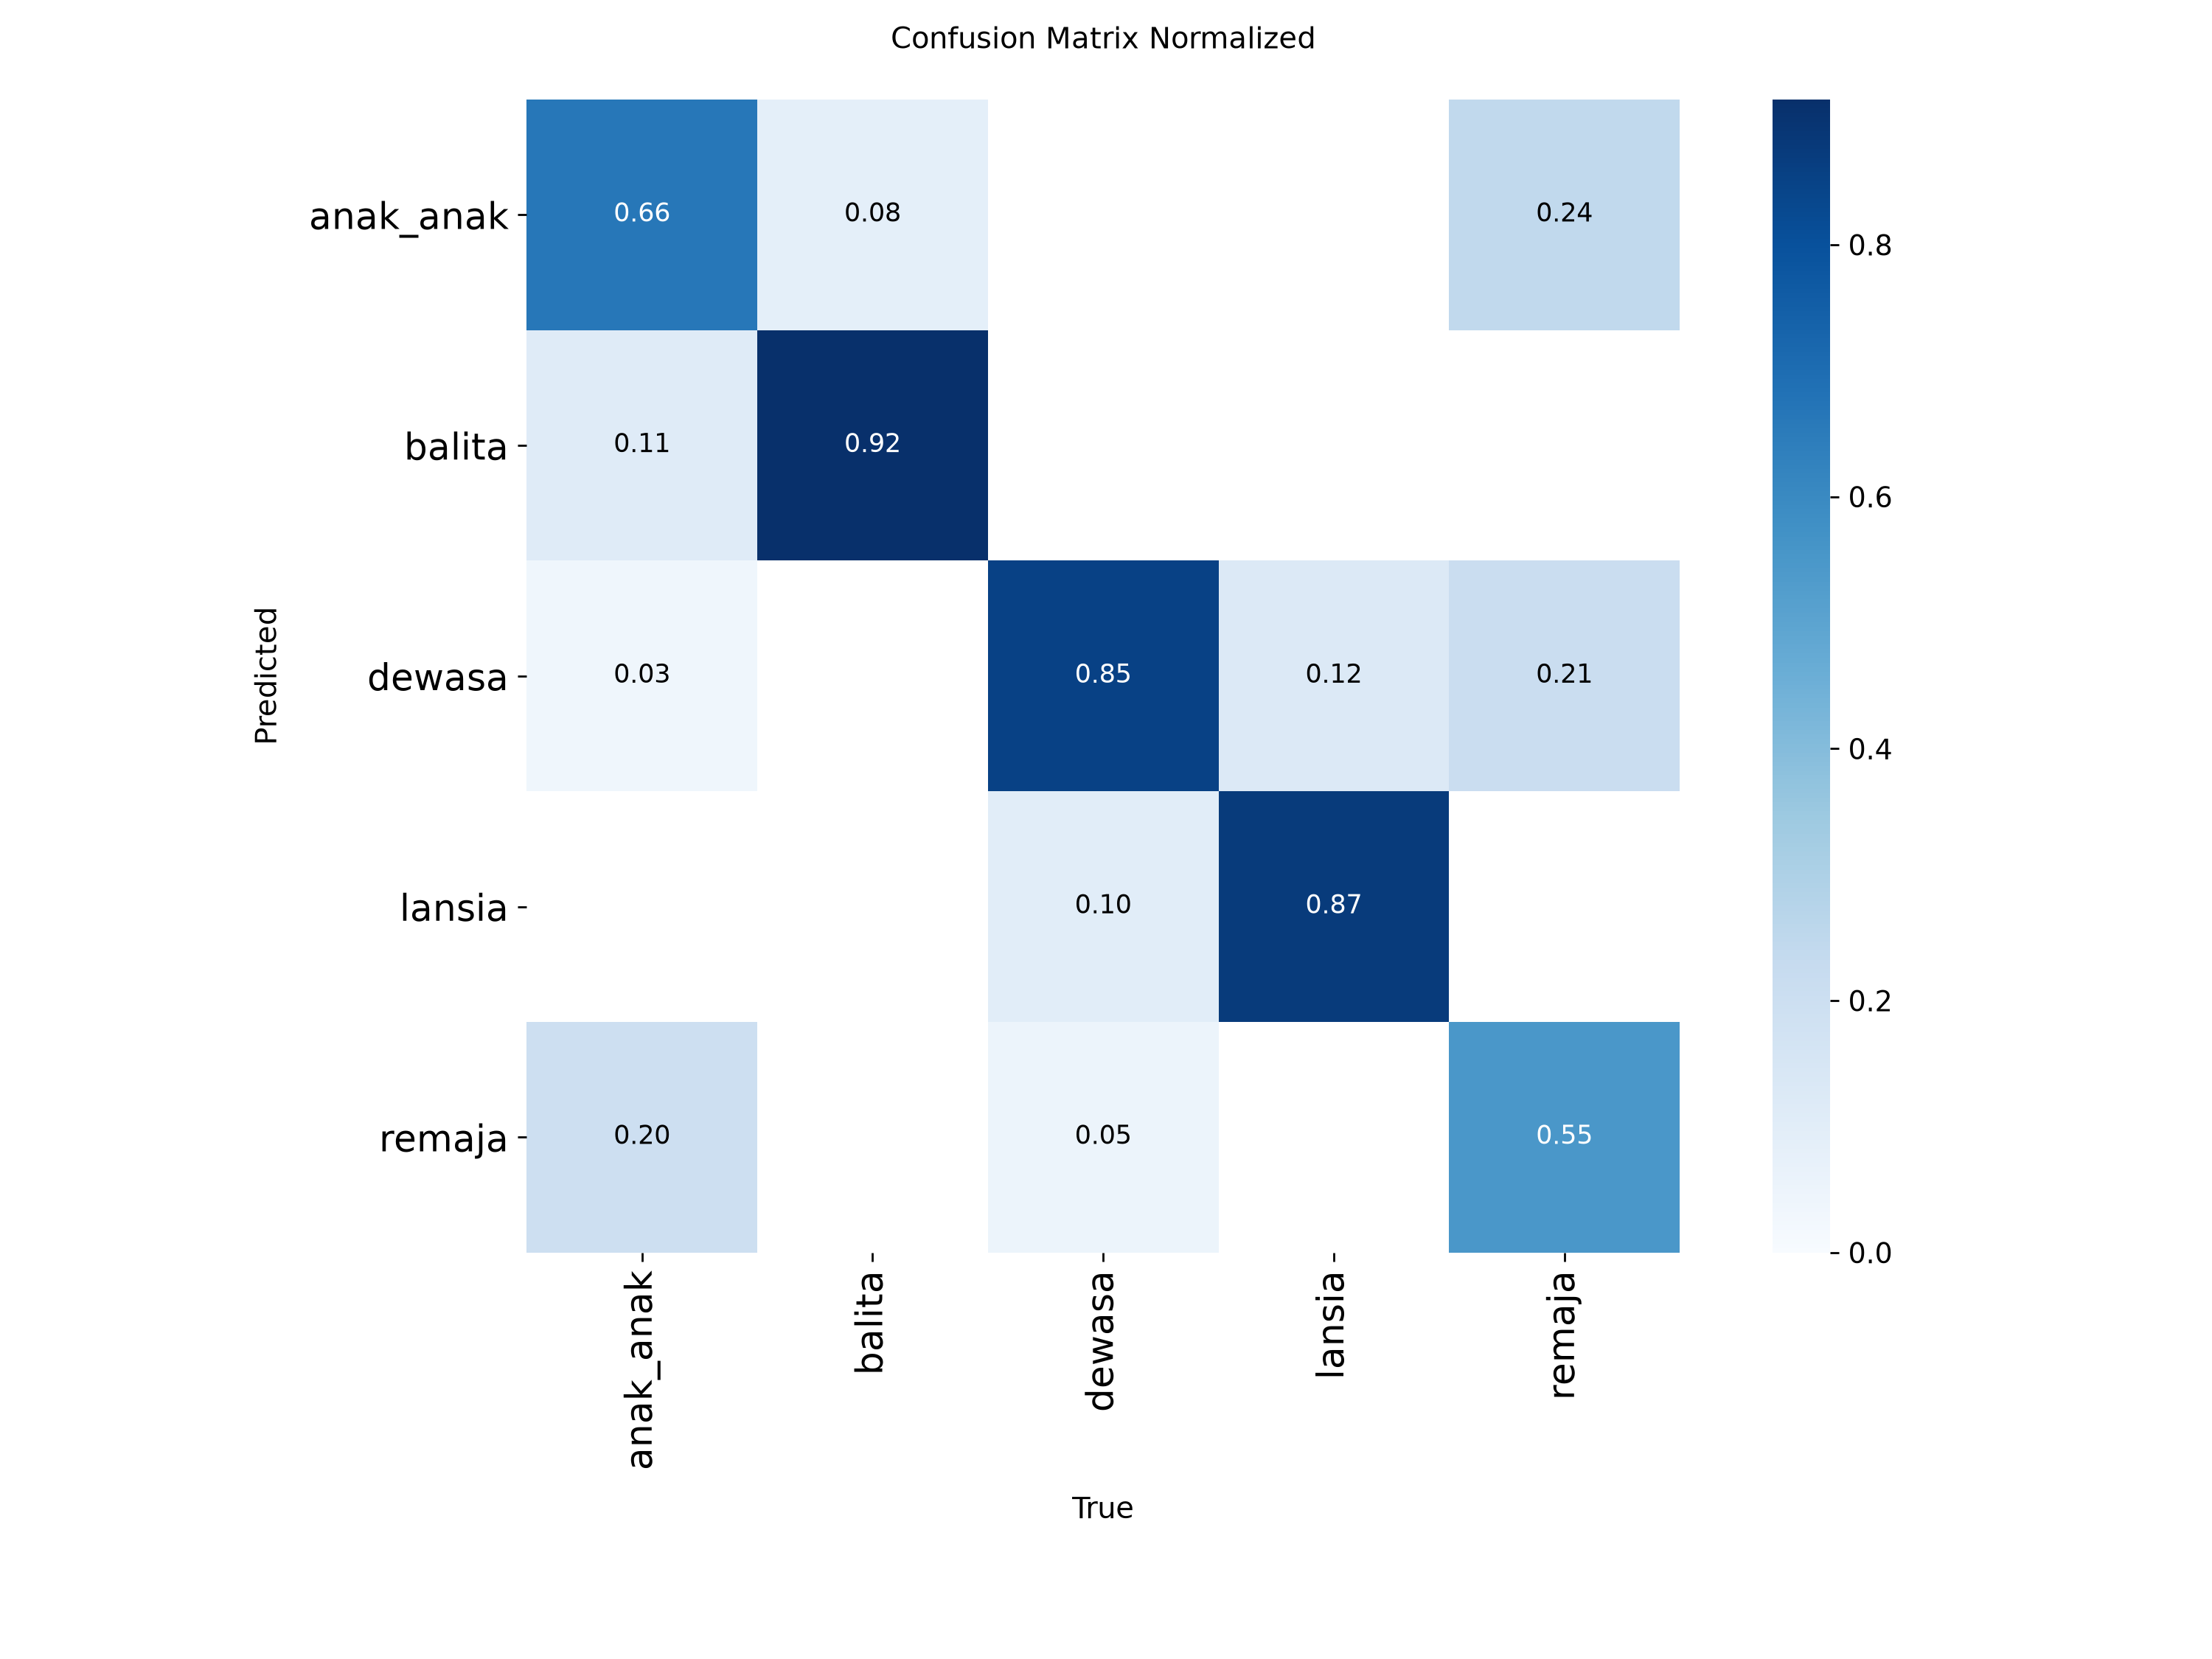 Confusion Matrix Normalized
anak_anak 0.66 0.08 0.24
balita 0.11 0.92
dewasa 0.03 0.85 0.12 0.21
lansia 0.10 0.87
remaja 0.20 0.05 0.55
Predicted
anak_anak balita dewasa lansia remaja
True
0.8
0.6
0.4
0.2
0.0